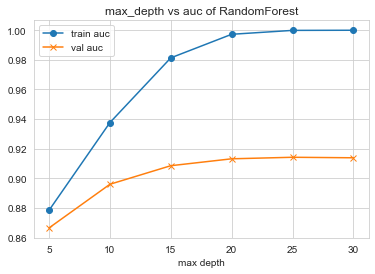 max_depth vs auc of RandomForest
train auc
val auc
1.00
0.98
0.96
0.94
0.92
0.90
0.88
0.86
5 10 15 20 25 30
max depth